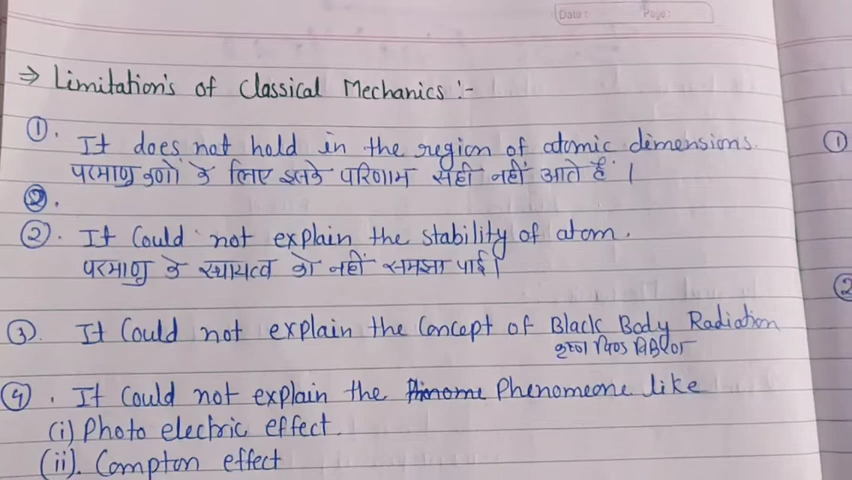 Date : Page :
⇒ Limitation's of Classical Mechanics :-
①. It does not hold in the region of atomic dimensions.
परमाणु कणों के लिए इसके परिणाम सही नहीं आते हैं ।
②.
②. It Could not explain the stability of atom.
परमाणु के स्थायित्व को नहीं समझा पाई।
③. It Could not explain the Concept of Black Body Radiation
कृष्ण पिण्ड विकिरण
④. It Could not explain the Phenomeone like
(i) Photo electric effect.
(ii). Compton effect
①
②